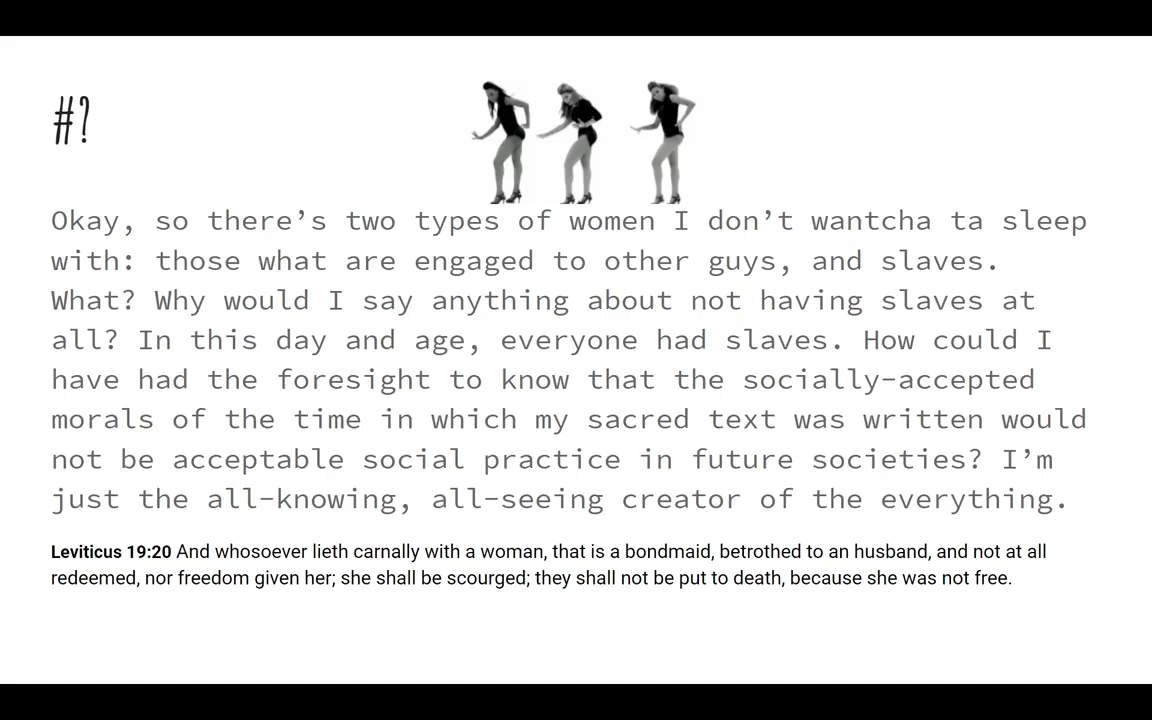 #?
Okay, so there’s two types of women I don’t wantcha ta sleep
with: those what are engaged to other guys, and slaves.
What? Why would I say anything about not having slaves at
all? In this day and age, everyone had slaves. How could I
have had the foresight to know that the socially-accepted
morals of the time in which my sacred text was written would
not be acceptable social practice in future societies? I’m
just the all-knowing, all-seeing creator of the everything.
Leviticus 19:20 And whosoever lieth carnally with a woman, that is a bondmaid, betrothed to an husband, and not at all
redeemed, nor freedom given her; she shall be scourged; they shall not be put to death, because she was not free.